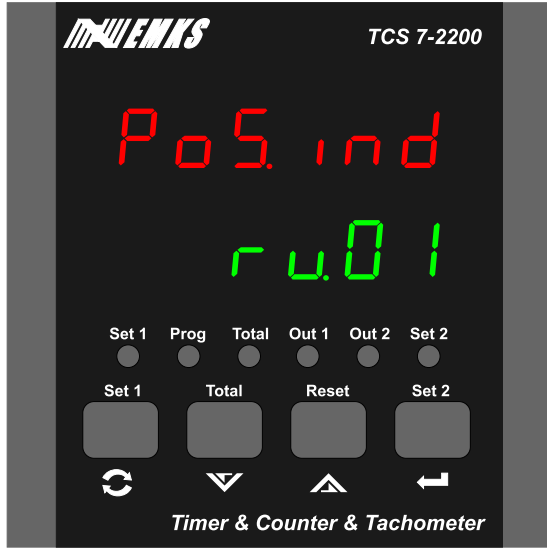 EMKS
TCS 7-2200
PoS.ind
ru.01
Set 1 Prog Total Out 1 Out 2 Set 2
Set 1 Total Reset Set 2
Timer & Counter & Tachometer